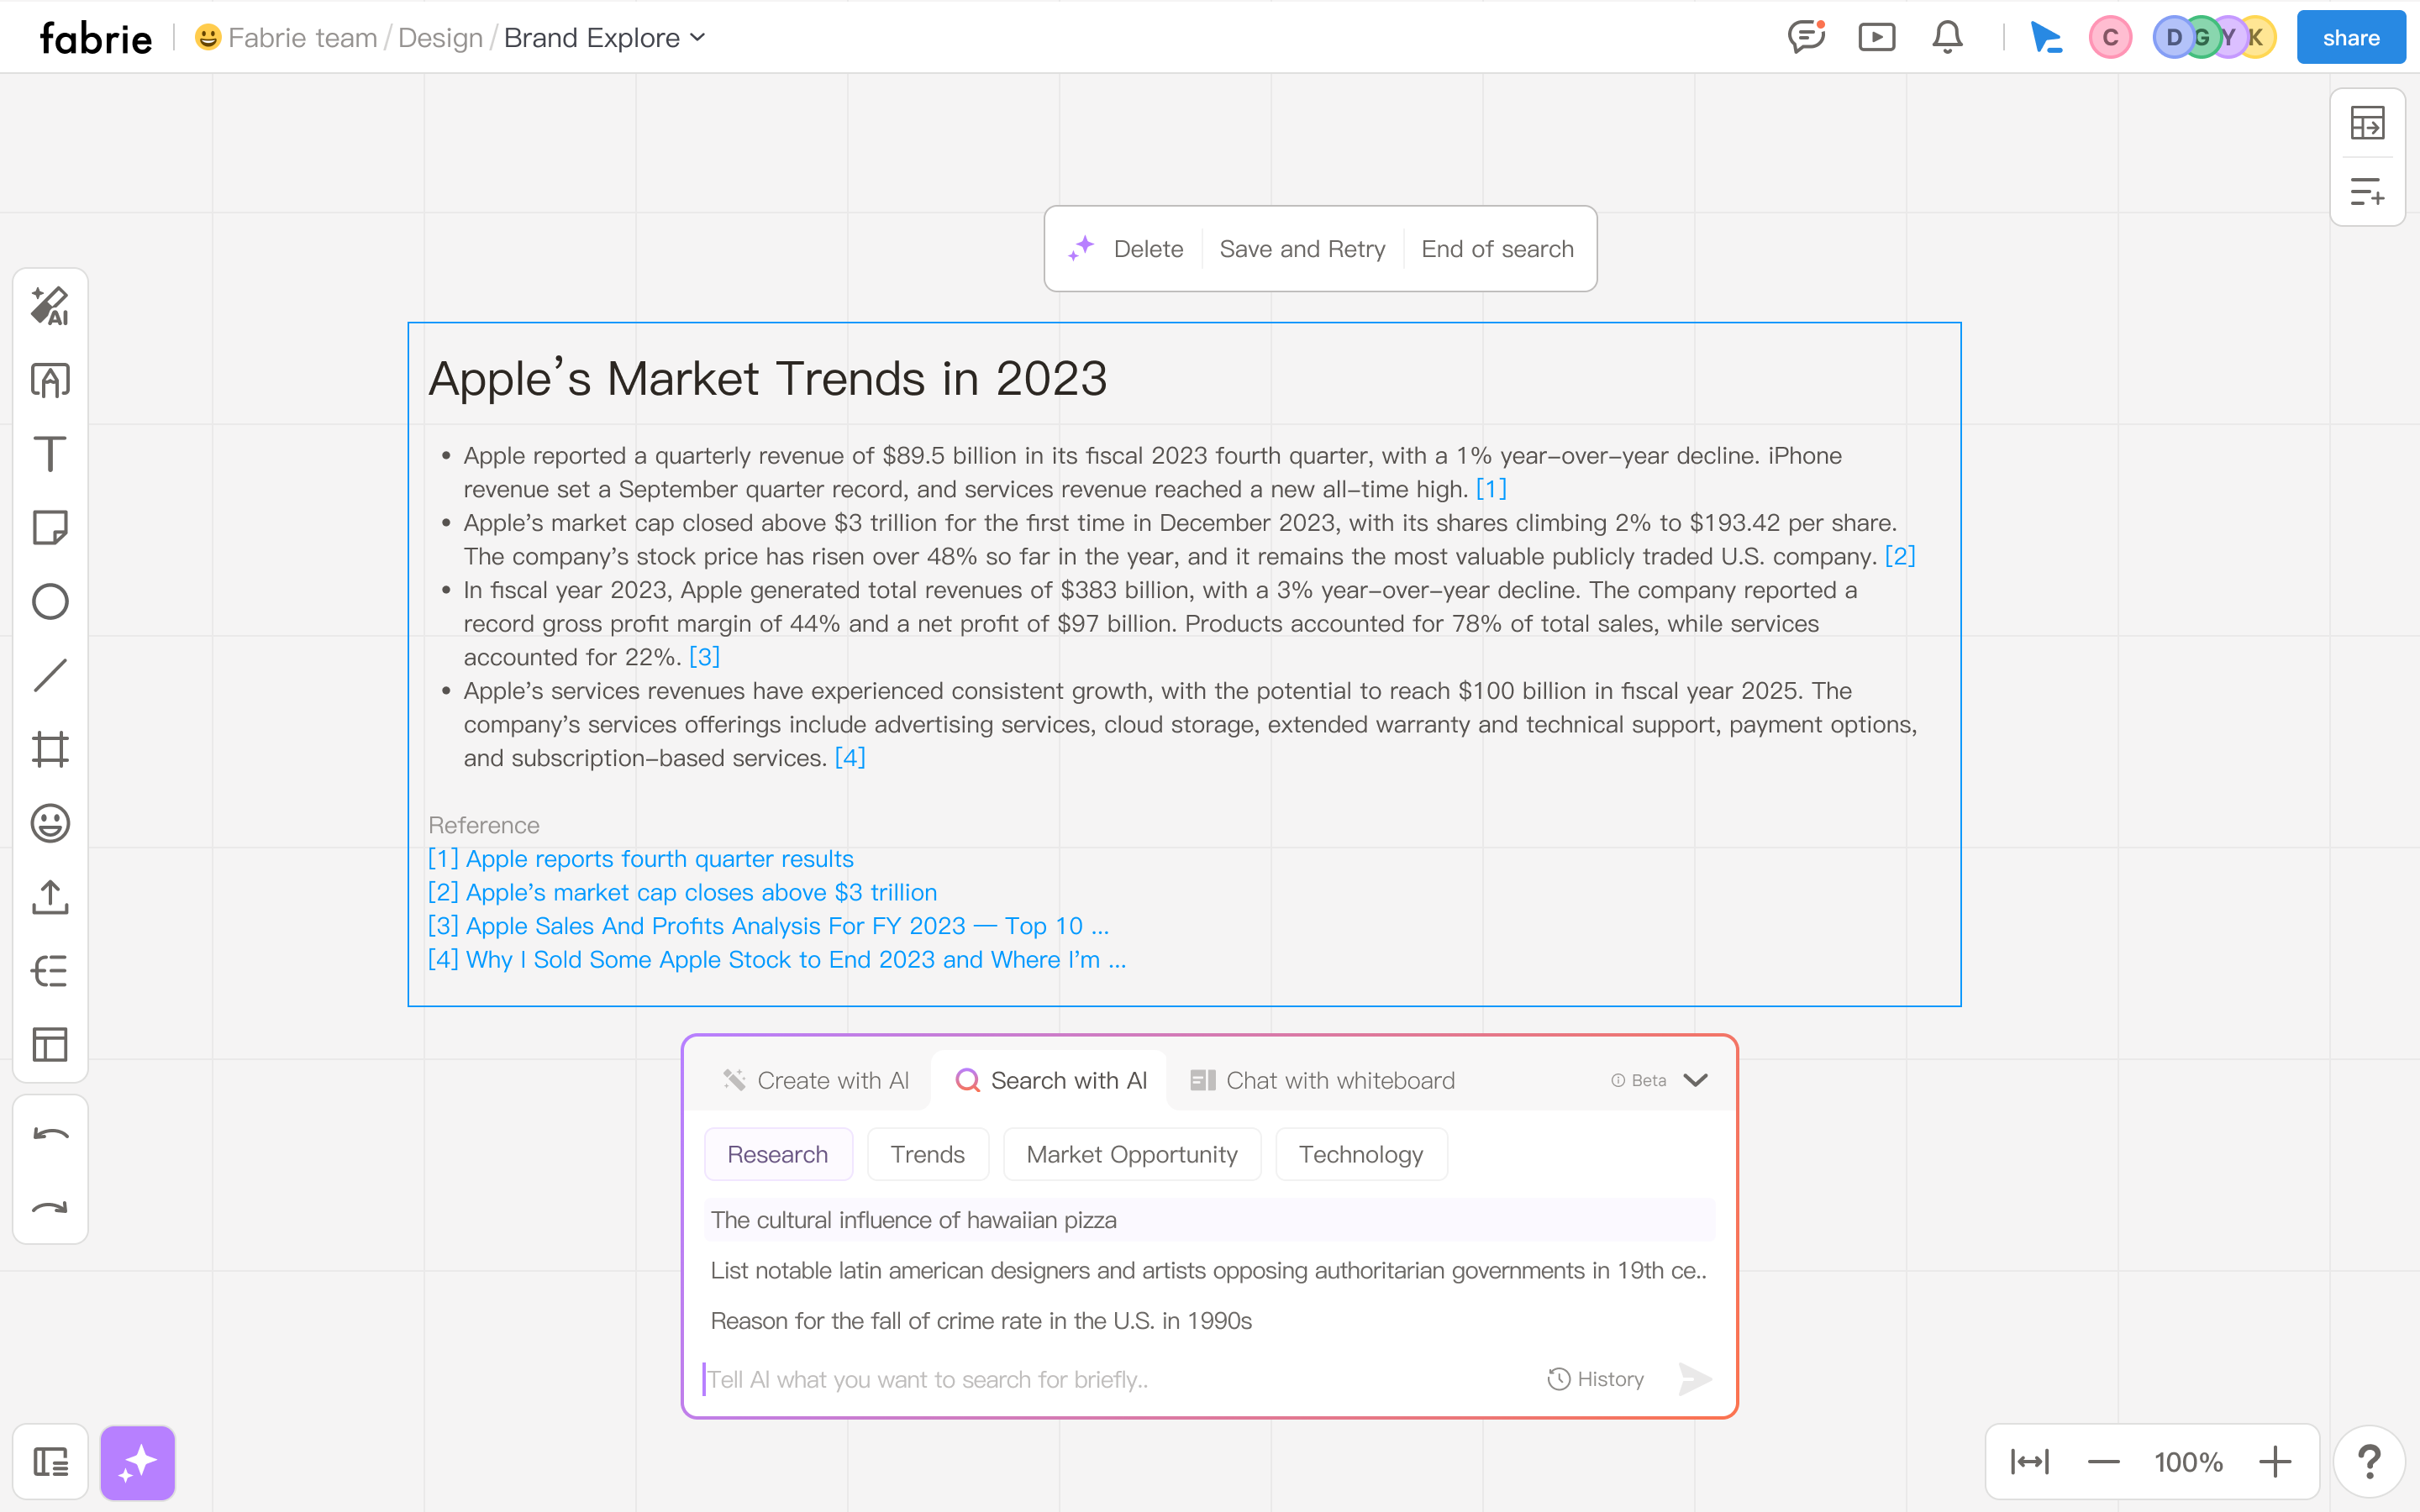 fabrie
Fabrie team / Design / Brand Explore
C
D G Y K
share
Delete
Save and Retry
End of search
AI
Apple’s Market Trends in 2023
• Apple reported a quarterly revenue of $89.5 billion in its fiscal 2023 fourth quarter, with a 1% year–over–year decline. iPhone
revenue set a September quarter record, and services revenue reached a new all–time high. [1]
• Apple’s market cap closed above $3 trillion for the first time in December 2023, with its shares climbing 2% to $193.42 per share.
The company’s stock price has risen over 48% so far in the year, and it remains the most valuable publicly traded U.S. company. [2]
• In fiscal year 2023, Apple generated total revenues of $383 billion, with a 3% year–over–year decline. The company reported a
record gross profit margin of 44% and a net profit of $97 billion. Products accounted for 78% of total sales, while services
accounted for 22%. [3]
• Apple’s services revenues have experienced consistent growth, with the potential to reach $100 billion in fiscal year 2025. The
company’s services offerings include advertising services, cloud storage, extended warranty and technical support, payment options,
and subscription–based services. [4]
Reference
[1] Apple reports fourth quarter results
[2] Apple’s market cap closes above $3 trillion
[3] Apple Sales And Profits Analysis For FY 2023 — Top 10 ...
[4] Why I Sold Some Apple Stock to End 2023 and Where I’m ...
Create with AI
Search with AI
Chat with whiteboard
Beta
Research
Trends
Market Opportunity
Technology
The cultural influence of hawaiian pizza
List notable latin american designers and artists opposing authoritarian governments in 19th ce..
Reason for the fall of crime rate in the U.S. in 1990s
Tell AI what you want to search for briefly..
History
100%
?